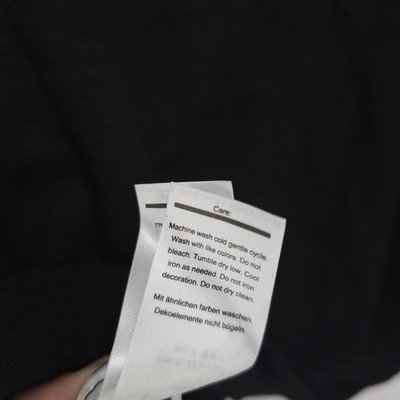 Care:
Machine wash cold gentle cycle.
Wash with like colors. Do not
bleach. Tumble dry low. Cool
iron as needed. Do not iron
decoration. Do not dry clean.
Mit ähnlichen farben waschen.
Dekoelemente nicht bügeln.